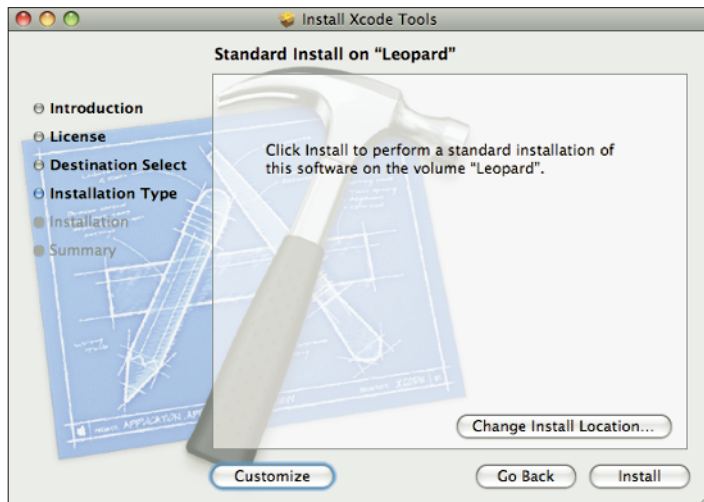 Install Xcode Tools
Standard Install on “Leopard”
Introduction
License
Destination Select
Installation Type
Installation
Summary
Click Install to perform a standard installation of
this software on the volume “Leopard”.
Change Install Location...
Customize
Go Back
Install